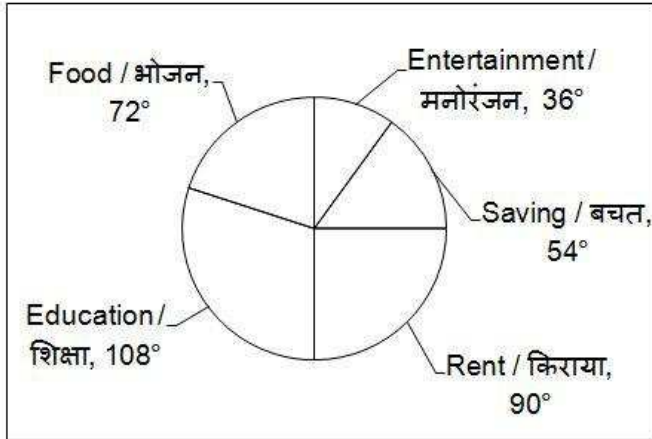 Food / भोजन,
72°
Entertainment /
मनोरंजन, 36°
Saving / बचत,
54°
Education /
शिक्षा, 108°
Rent / किराया,
90°